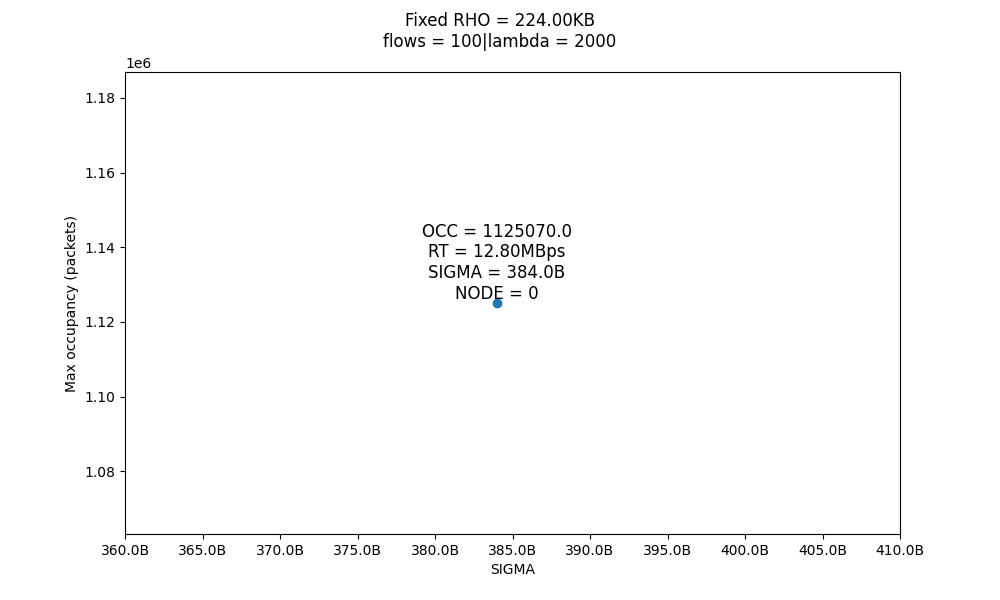 Fixed RHO = 224.00KB
flows = 100|lambda = 2000
1e6
1.18
1.16
1.14
1.12
1.10
1.08
Max occupancy (packets)
OCC = 1125070.0
RT = 12.80MBps
SIGMA = 384.0B
NODE = 0
360.0B 365.0B 370.0B 375.0B 380.0B 385.0B 390.0B 395.0B 400.0B 405.0B 410.0B
SIGMA